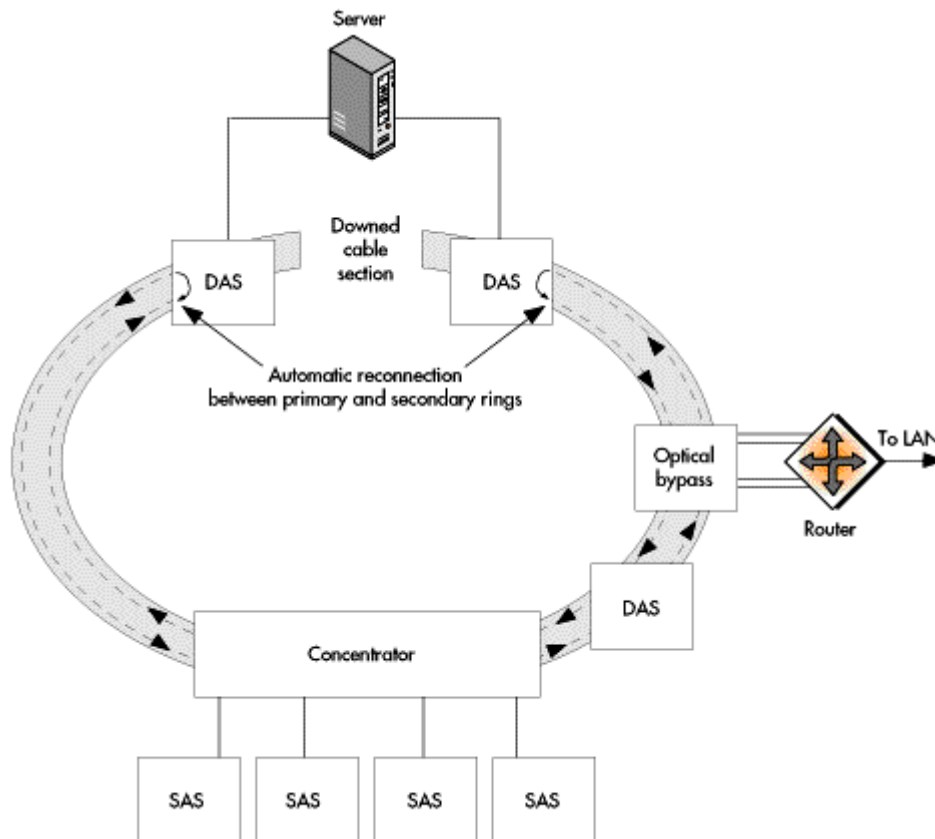 Server
Downed
cable
section
DAS
DAS
Automatic reconnection
between primary and secondary rings
Optical
bypass
To LAN
Router
DAS
Concentrator
SAS
SAS
SAS
SAS